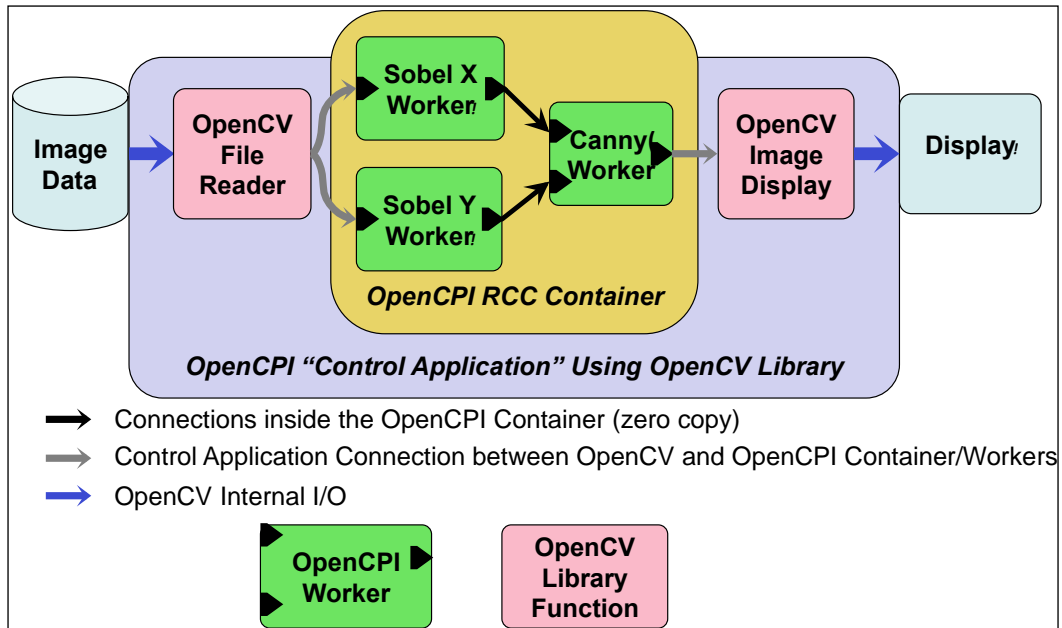 Image
Data
OpenCV
File
Reader
Sobel X
Worker
Sobel Y
Worker
Canny(
Worker
OpenCV
Image
Display
Display
OpenCPI RCC Container
OpenCPI “Control Application” Using OpenCV Library
Connections inside the OpenCPI Container (zero copy)
Control Application Connection between OpenCV and OpenCPI Container/Workers
OpenCV Internal I/O
OpenCPI
Worker
OpenCV
Library
Function